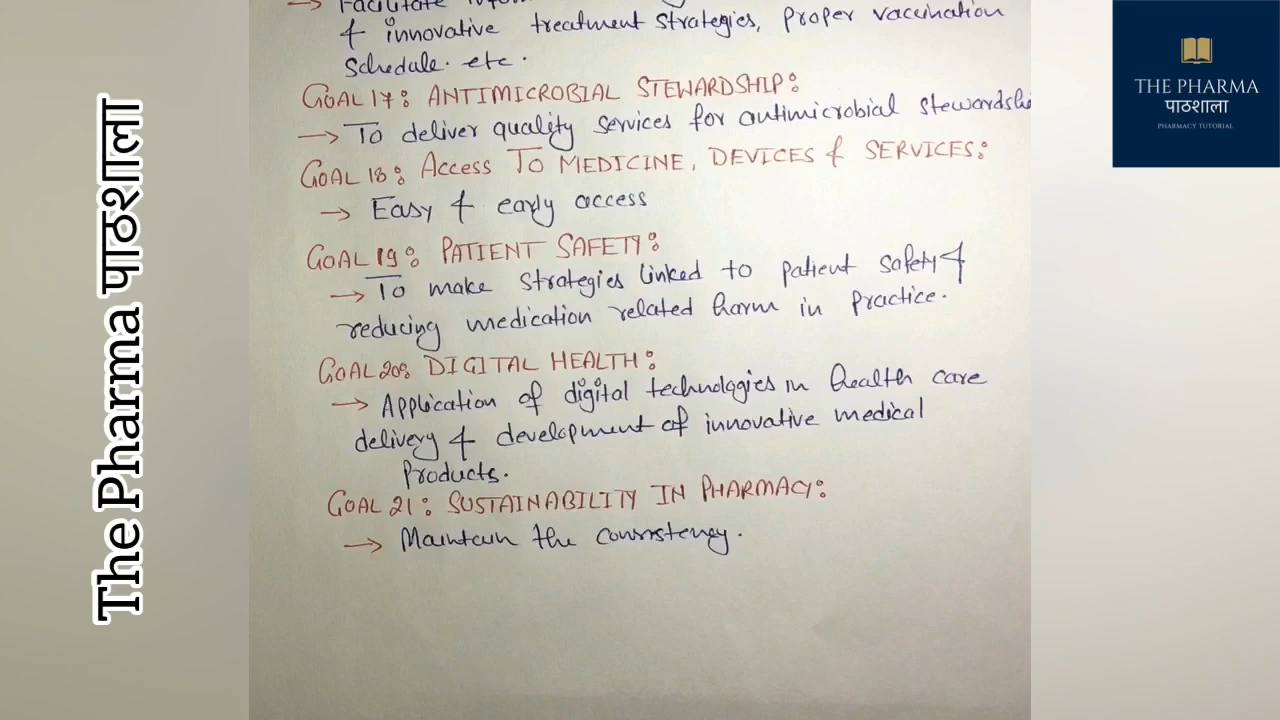 → Facilitate
& innovative treatment strategies, proper vaccination
schedule. etc.
GOAL 17: ANTIMICROBIAL STEWARDSHIP:
→ To deliver quality services for antimicrobial stewardshi
GOAL 18: Access To MEDICINE, DEVICES & SERVICES:
→ Easy & early access
GOAL 19: PATIENT SAFETY:
→ To make strategies linked to patient safety &
reducing medication related harm in practice.
GOAL 20: DIGITAL HEALTH:
→ Application of digital technologies in health care
delivery & development of innovative medical
Products.
GOAL 21: SUSTAINABILITY IN PHARMACY:
→ Maintain the consistency.
The Pharma पाठशाला
THE PHARMA
पाठशाला
PHARMACY TUTORIAL